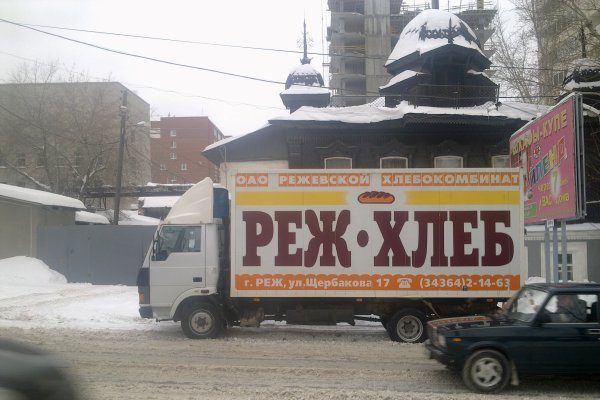 ОАО РЕЖЕВСКОЙ ХЛЕБОКОМБИНАТ
РЕЖ·ХЛЕБ
г. РЕЖ, ул.Щербакова 17 ☎ (34364)2-14-63